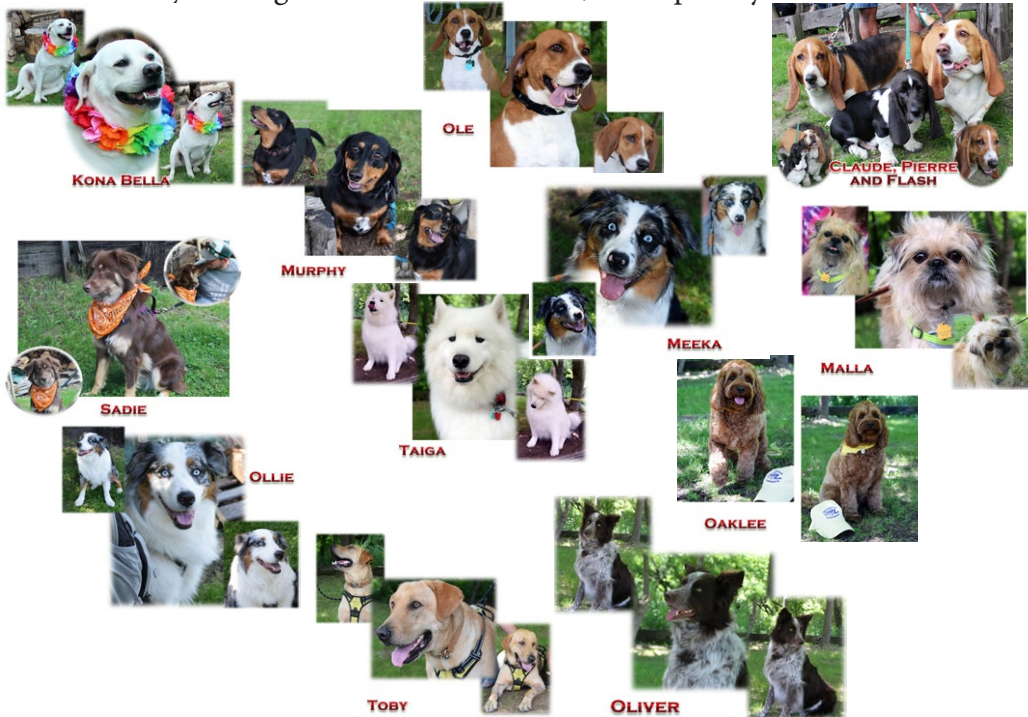 OLE
KONA BELLA
CLAUDE, PIERRE
AND FLASH
MURPHY
MEEKA
MALLA
SADIE
TAIGA
OLLIE
OAKLEE
TOBY
OLIVER